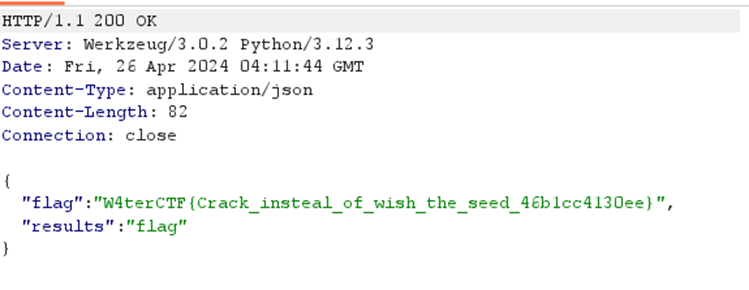 HTTP/1.1 200 OK
Server: Werkzeug/3.0.2 Python/3.12.3
Date: Fri, 26 Apr 2024 04:11:44 GMT
Content-Type: application/json
Content-Length: 82
Connection: close
{
"flag":"W4terCTF{Crack_insteal_of_wish_the_seed_46b1cc4130ee}",
"results":"flag"
}